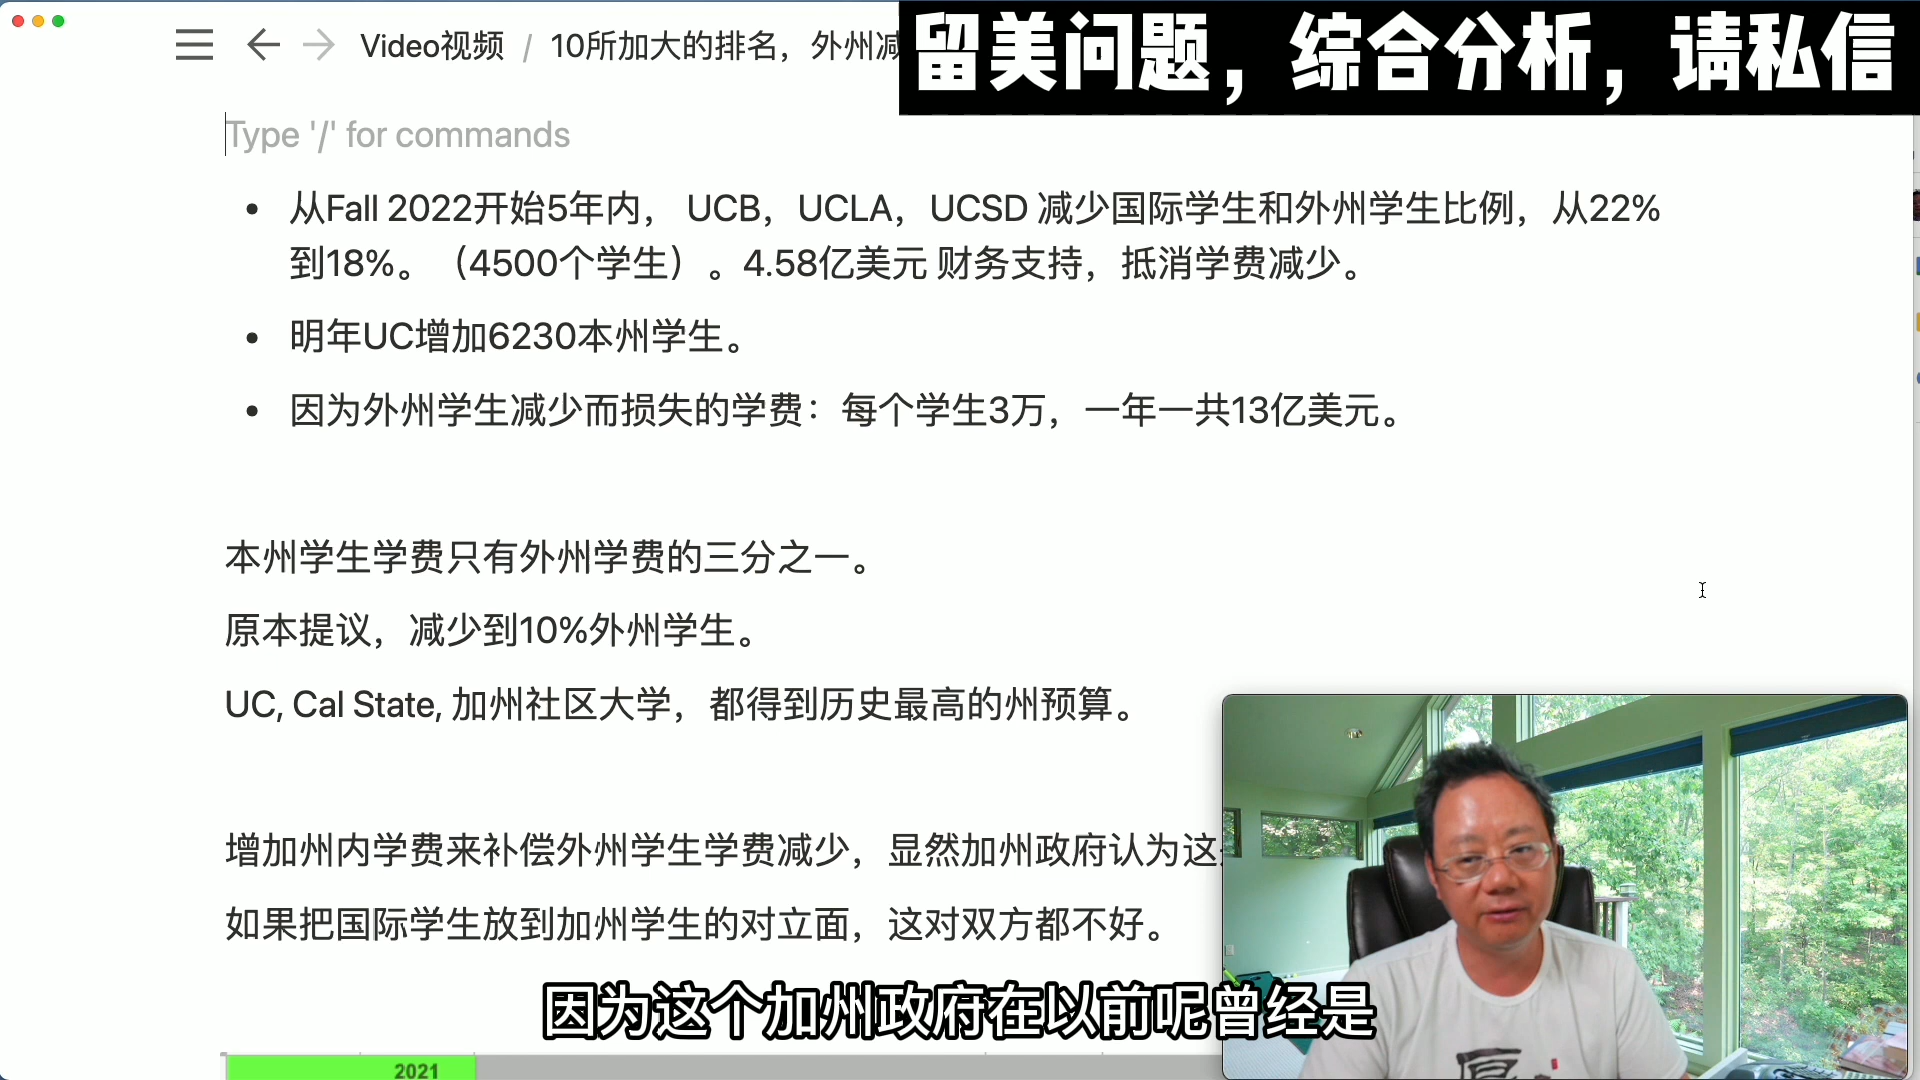 Video视频 / 10所加大的排名，外州减
留美问题，综合分析，请私信
Type '/' for commands
• 从Fall 2022开始5年内， UCB，UCLA，UCSD 减少国际学生和外州学生比例，从22%
到18%。（4500个学生）。4.58亿美元 财务支持，抵消学费减少。
• 明年UC增加6230本州学生。
• 因为外州学生减少而损失的学费：每个学生3万，一年一共13亿美元。
本州学生学费只有外州学费的三分之一。
原本提议，减少到10%外州学生。
UC, Cal State, 加州社区大学，都得到历史最高的州预算。
增加州内学费来补偿外州学生学费减少，显然加州政府认为这
如果把国际学生放到加州学生的对立面，这对双方都不好。
因为这个加州政府在以前呢曾经是
2021